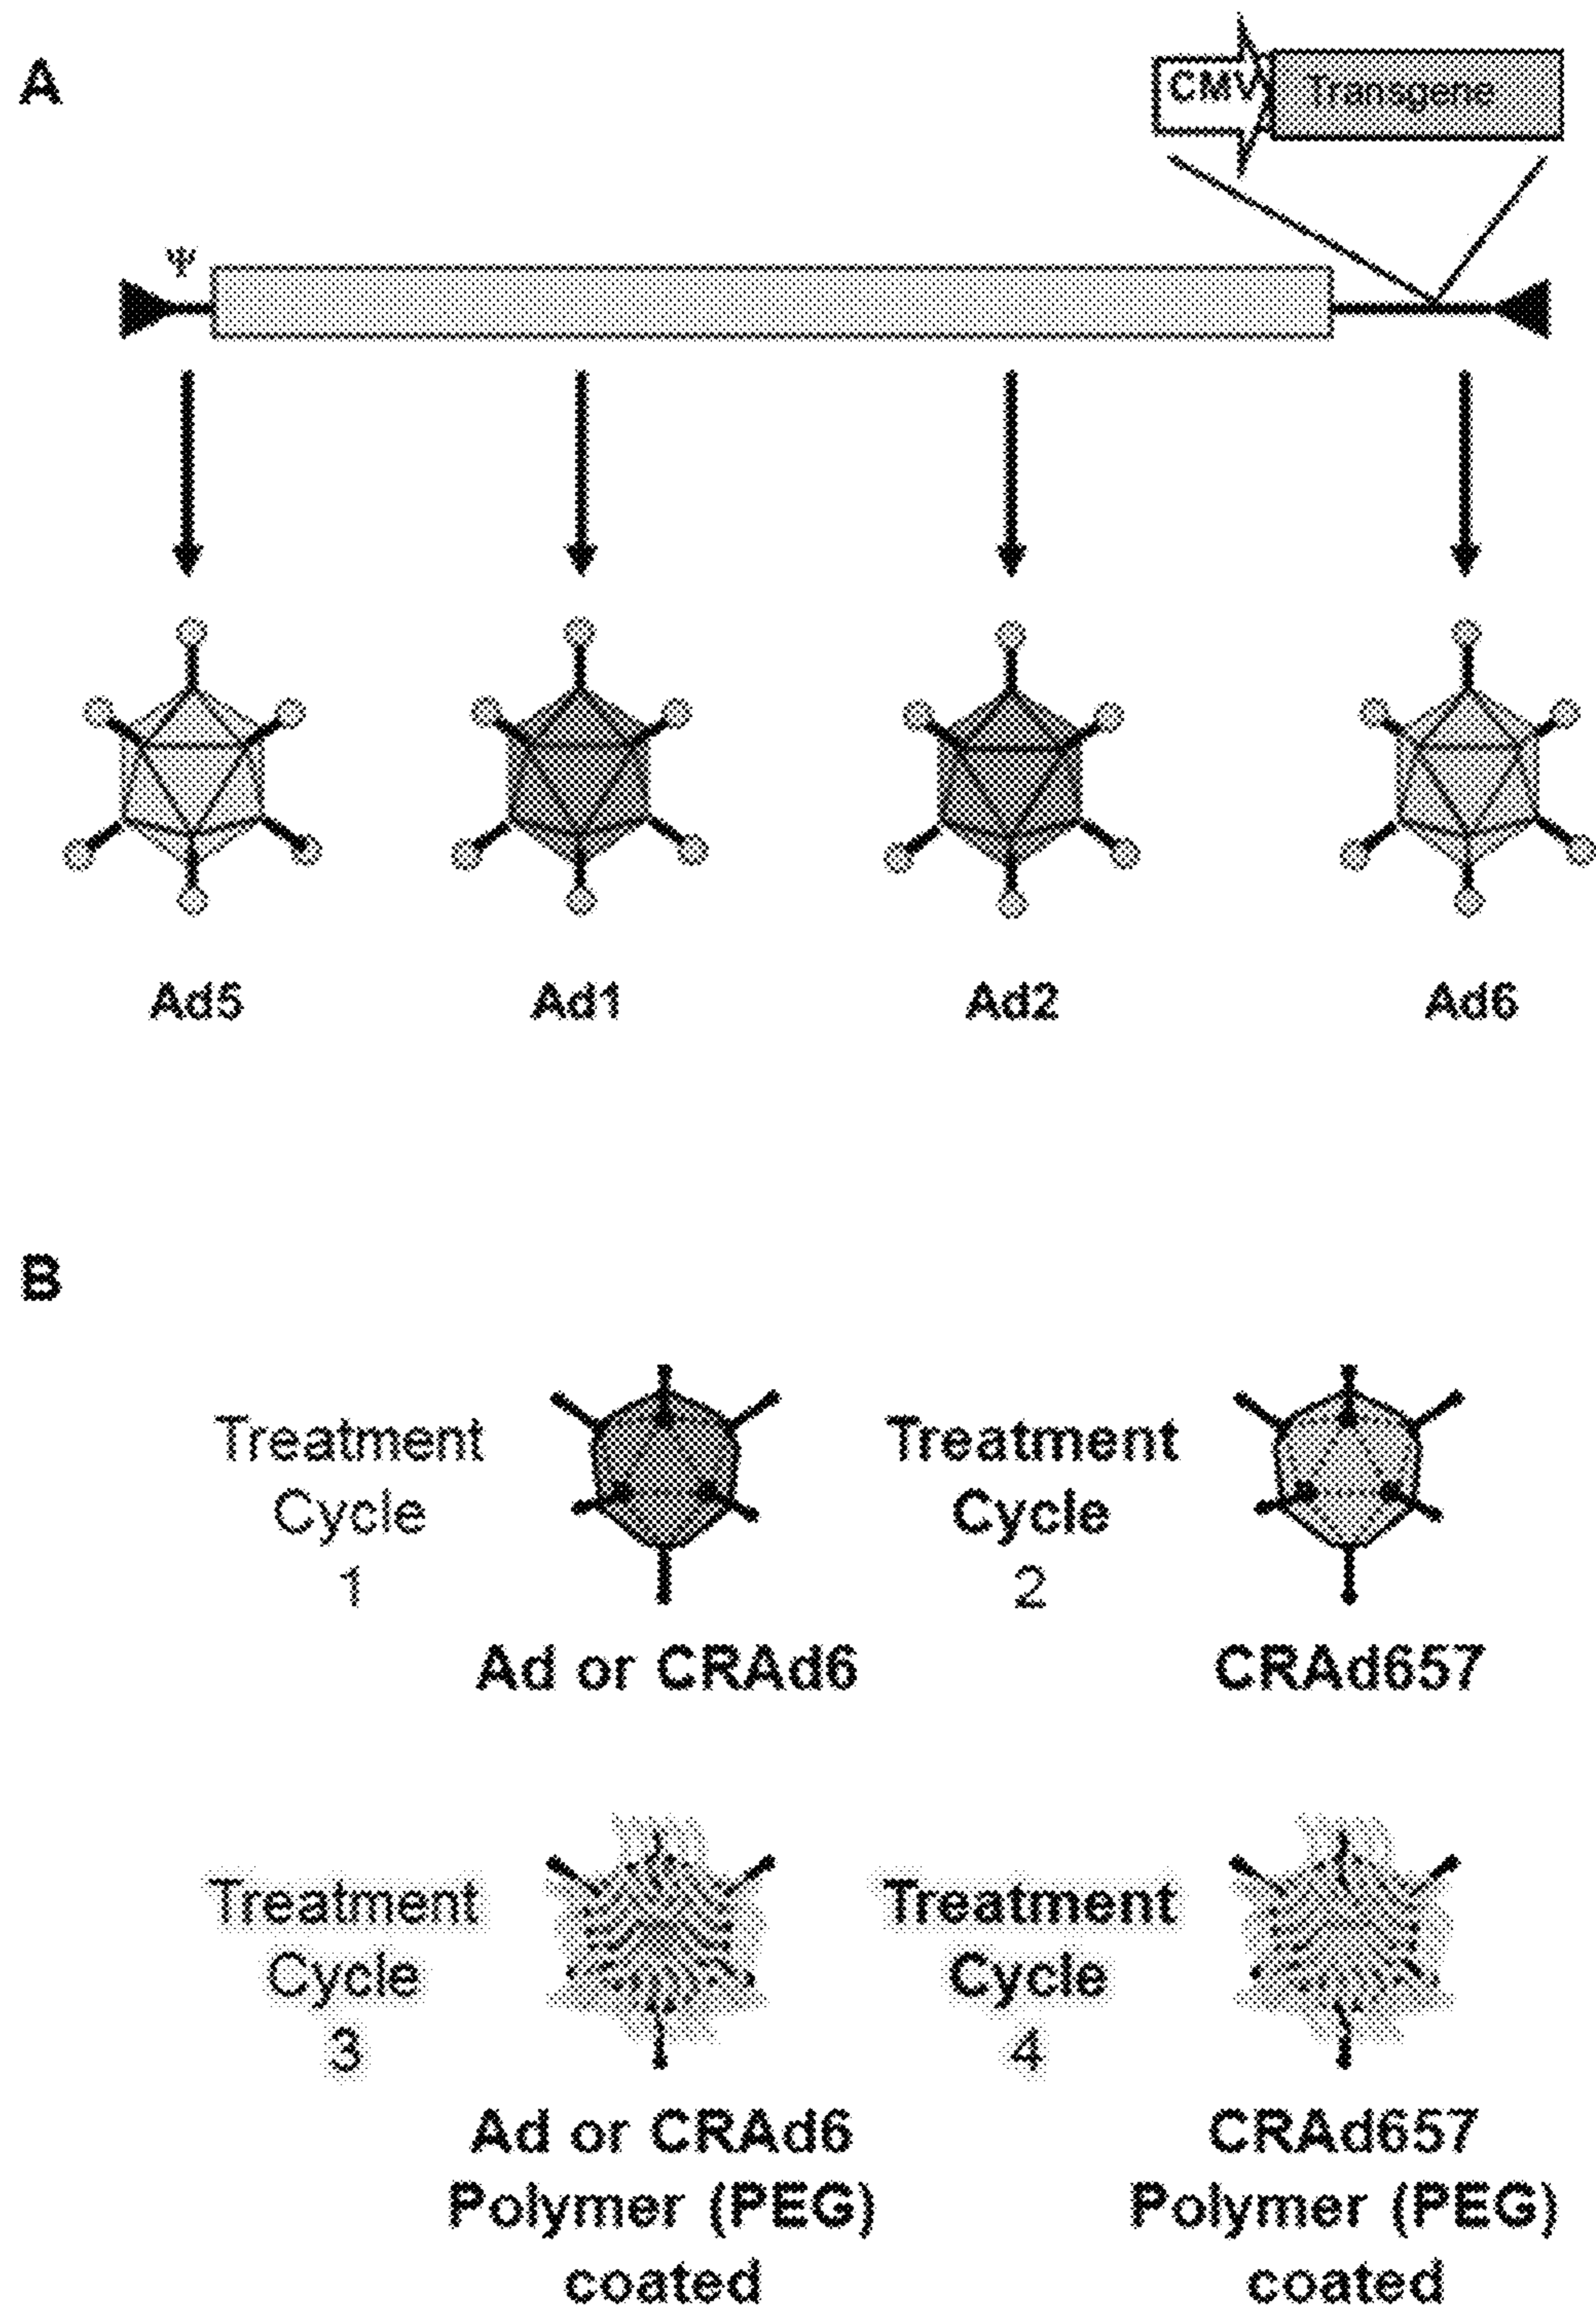 A
CMV Transgene
Ψ
Ad5 Ad1 Ad2 Ad6
B
Treatment
Cycle
1
Ad or CRAd6
Treatment
Cycle
2
CRAd657
Treatment
Cycle
3
Ad or CRAd6
Polymer (PEG)
coated
Treatment
Cycle
4
CRAd657
Polymer (PEG)
coated